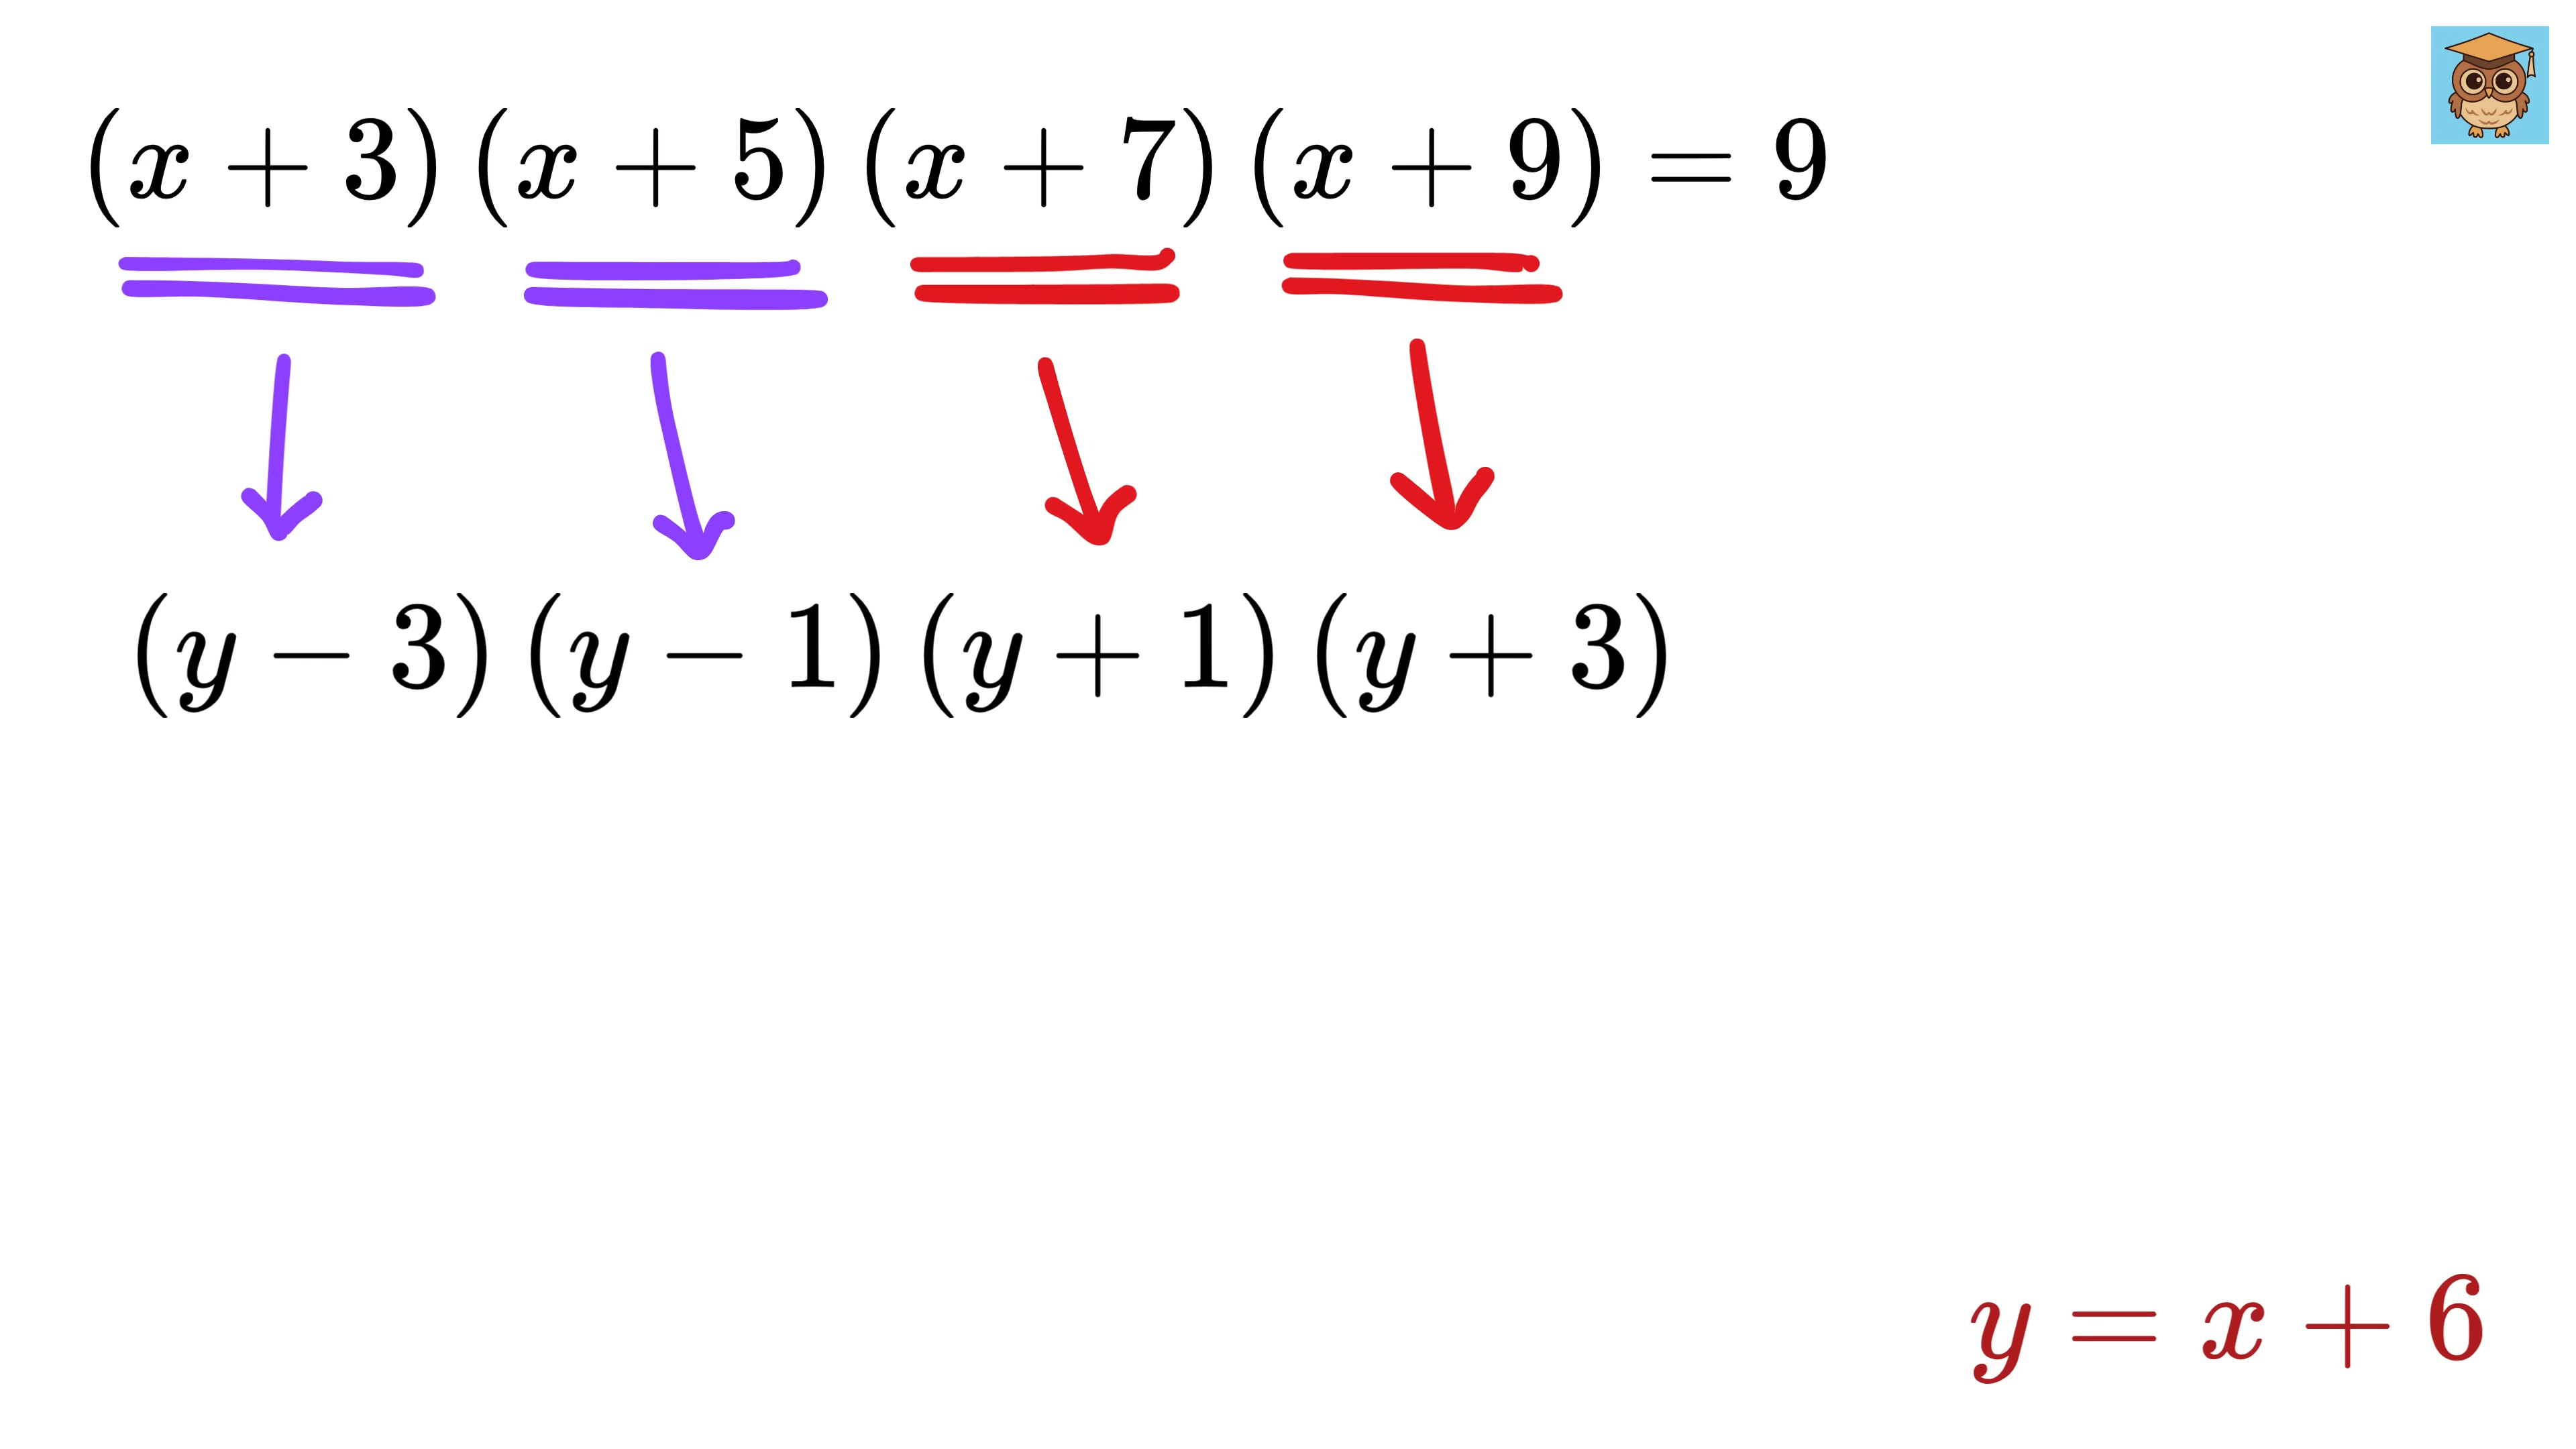 (x + 3)(x + 5)(x + 7)(x + 9) = 9
(y − 3)(y − 1)(y + 1)(y + 3)
y = x + 6